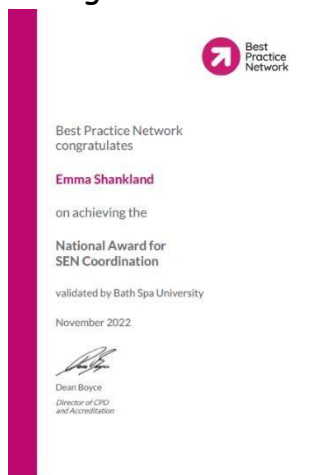 Best
Practice
Network
Best Practice Network
congratulates
Emma Shankland
on achieving the
National Award for
SEN Coordination
validated by Bath Spa University
November 2022
Dean Boyce
Director of CPD
and Accreditation